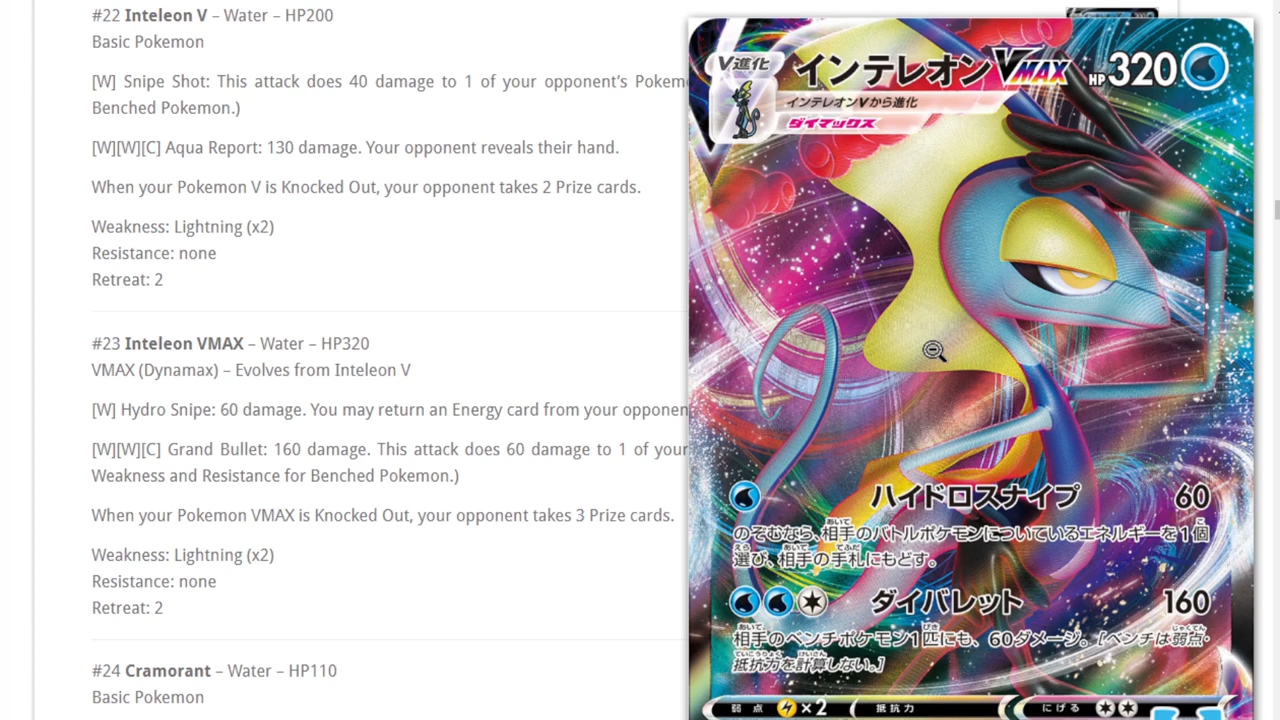 #22 Inteleon V – Water – HP200
Basic Pokemon
[W] Snipe Shot: This attack does 40 damage to 1 of your opponent’s Pokem
Benched Pokemon.)
[W][W][C] Aqua Report: 130 damage. Your opponent reveals their hand.
When your Pokemon V is Knocked Out, your opponent takes 2 Prize cards.
Weakness: Lightning (x2)
Resistance: none
Retreat: 2
#23 Inteleon VMAX – Water – HP320
VMAX (Dynamax) – Evolves from Inteleon V
[W] Hydro Snipe: 60 damage. You may return an Energy card from your opponen
[W][W][C] Grand Bullet: 160 damage. This attack does 60 damage to 1 of your
Weakness and Resistance for Benched Pokemon.)
When your Pokemon VMAX is Knocked Out, your opponent takes 3 Prize cards.
Weakness: Lightning (x2)
Resistance: none
Retreat: 2
#24 Cramorant – Water – HP110
Basic Pokemon
V進化
インテレオンVMAX HP320
インテレオンVから進化
ダイマックス
ハイドロスナイプ 60
のぞむなら、相手のバトルポケモンについているエネルギーを1個
選び、相手の手札にもどす。
ダイバレット 160
相手のベンチポケモン1匹にも、60ダメージ。[ベンチは弱点・
抵抗力を計算しない。]
弱点 ×2 抵抗力 にげる